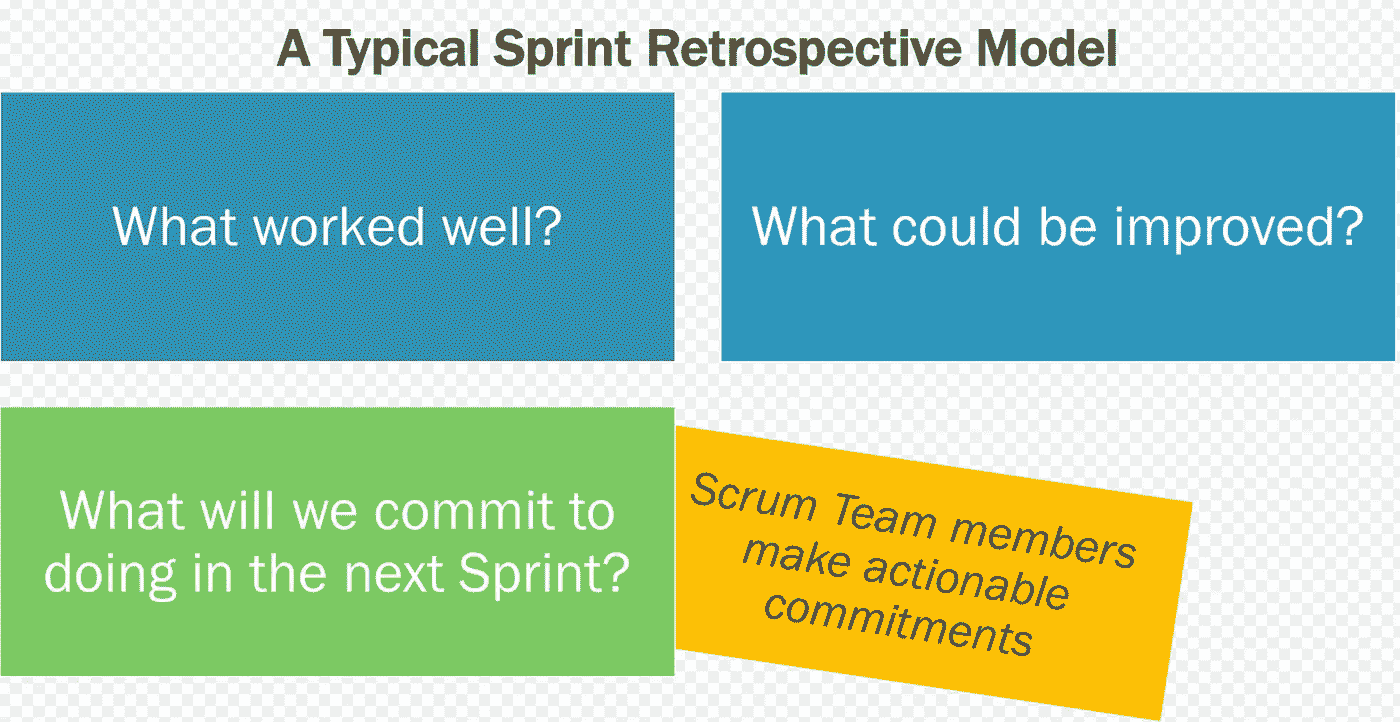 A Typical Sprint Retrospective Model
What worked well?
What could be improved?
What will we commit to
doing in the next Sprint?
Scrum Team members
make actionable
commitments